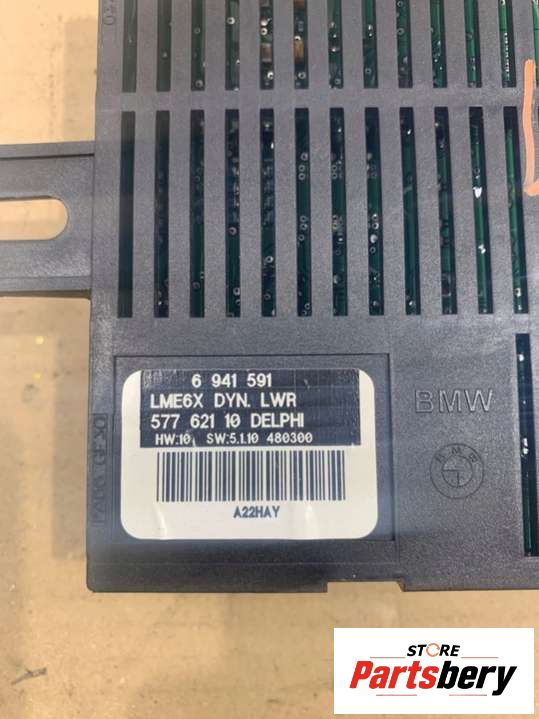 6 941 591
LME6X DYN. LWR
577 621 10 DELPHI
HW:10 SW:5.1.10 480300
A22HAY
BMW
BMW
STORE
Partsbery